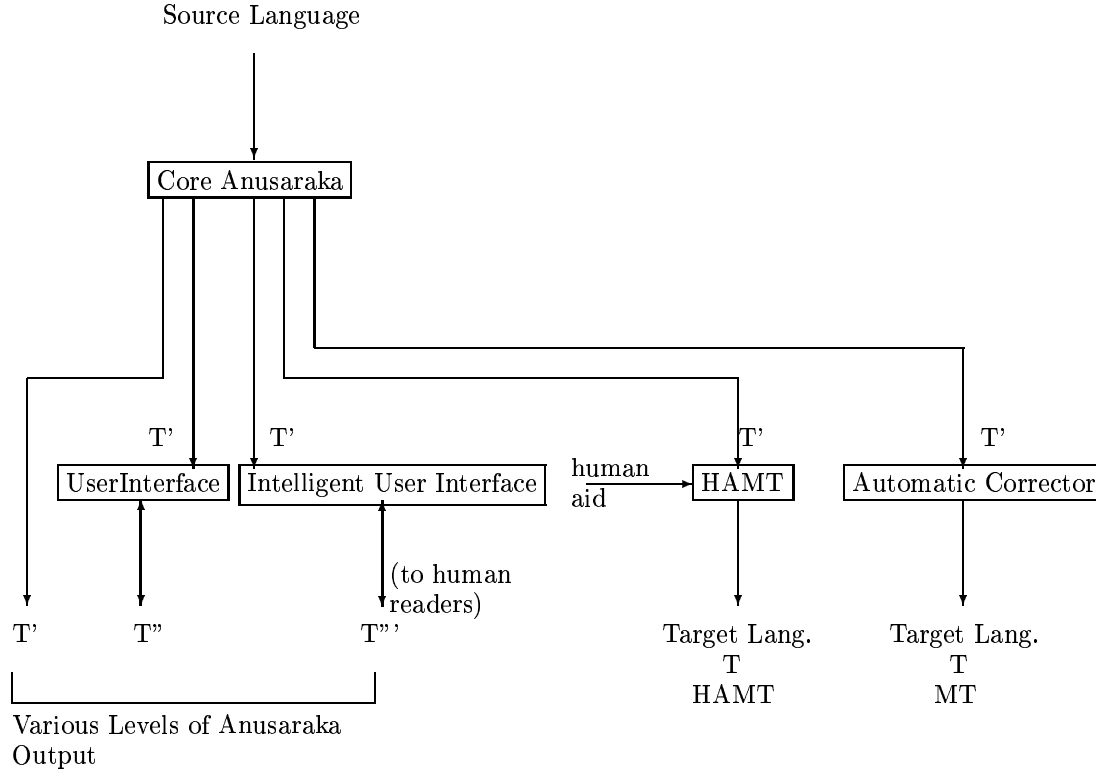 Source Language
Core Anusaraka
T' T' T' T'
UserInterface Intelligent User Interface human aid HAMT Automatic Corrector
(to human
readers)
T' T" T"' Target Lang. Target Lang.
T T
HAMT MT
Various Levels of Anusaraka
Output